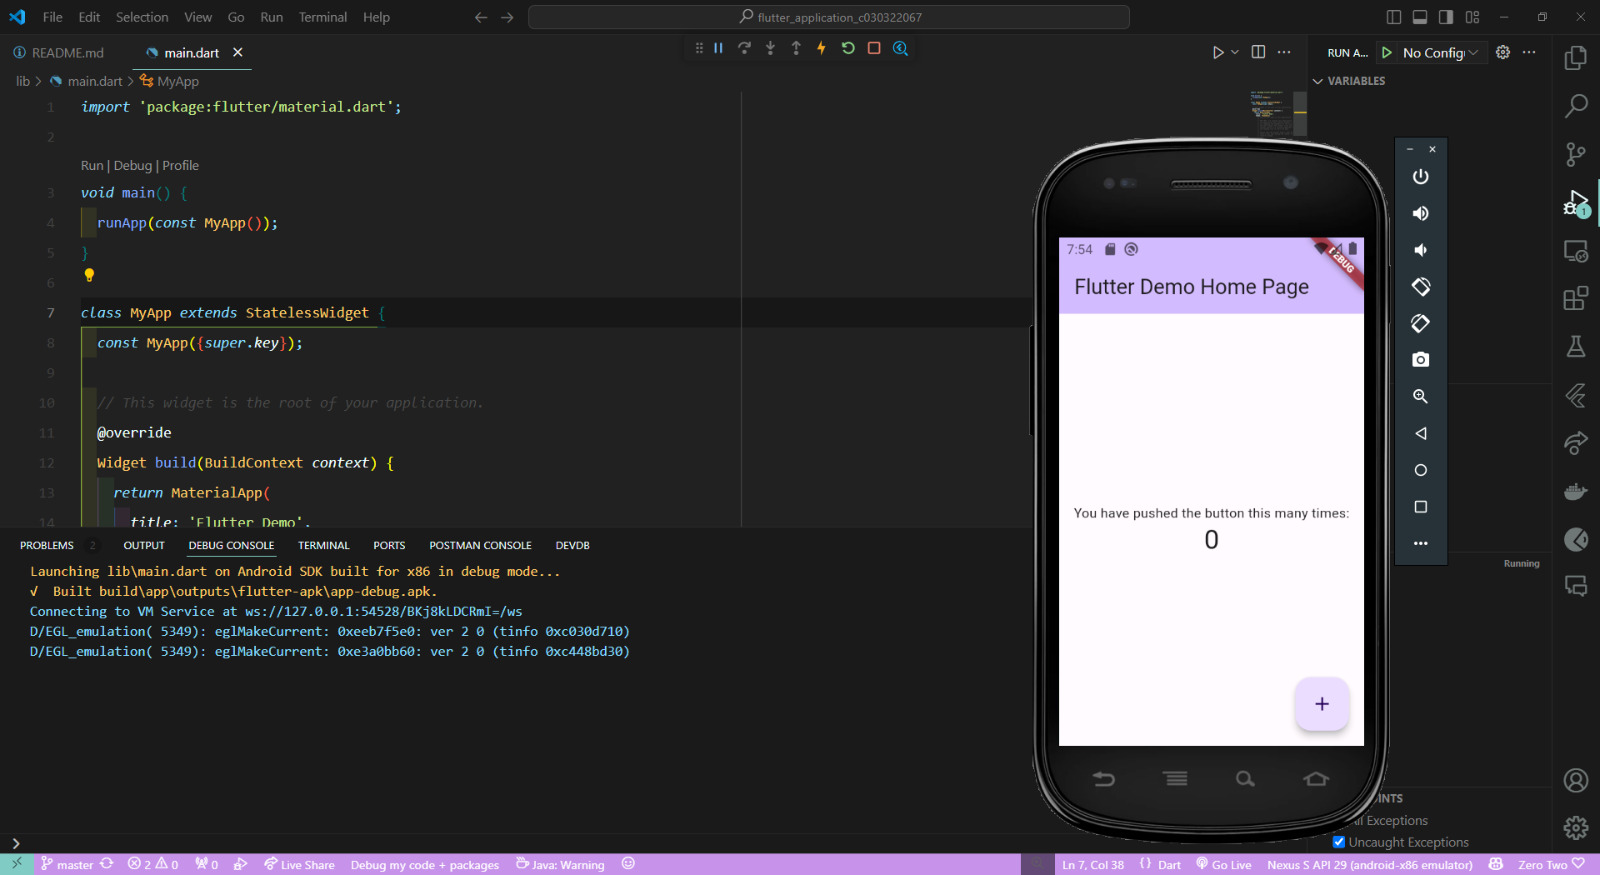 File Edit Selection View Go Run Terminal Help
flutter_application_c030322067
README.md main.dart
RUN A... No Config
lib > main.dart > MyApp
VARIABLES
1 import 'package:flutter/material.dart';
2
Run | Debug | Profile
3 void main() {
4 runApp(const MyApp());
5 }
6
7 class MyApp extends StatelessWidget {
8 const MyApp({super.key});
9
10 // This widget is the root of your application.
11 @override
12 Widget build(BuildContext context) {
13 return MaterialApp(
14 title: 'Flutter Demo',
7:54
DEBUG
Flutter Demo Home Page
You have pushed the button this many times:
0
+
1
PROBLEMS 2 OUTPUT DEBUG CONSOLE TERMINAL PORTS POSTMAN CONSOLE DEVDB
Running
Launching lib\main.dart on Android SDK built for x86 in debug mode...
√ Built build\app\outputs\flutter-apk\app-debug.apk.
Connecting to VM Service at ws://127.0.0.1:54528/BKj8kLDCRmI=/ws
D/EGL_emulation( 5349): eglMakeCurrent: 0xeeb7f5e0: ver 2 0 (tinfo 0xc030d710)
D/EGL_emulation( 5349): eglMakeCurrent: 0xe3a0bb60: ver 2 0 (tinfo 0xc448bd30)
INTS
All Exceptions
Uncaught Exceptions
master 2 0 0 Live Share Debug my code + packages Java: Warning
Ln 7, Col 38 {} Dart Go Live Nexus S API 29 (android-x86 emulator) Zero Two